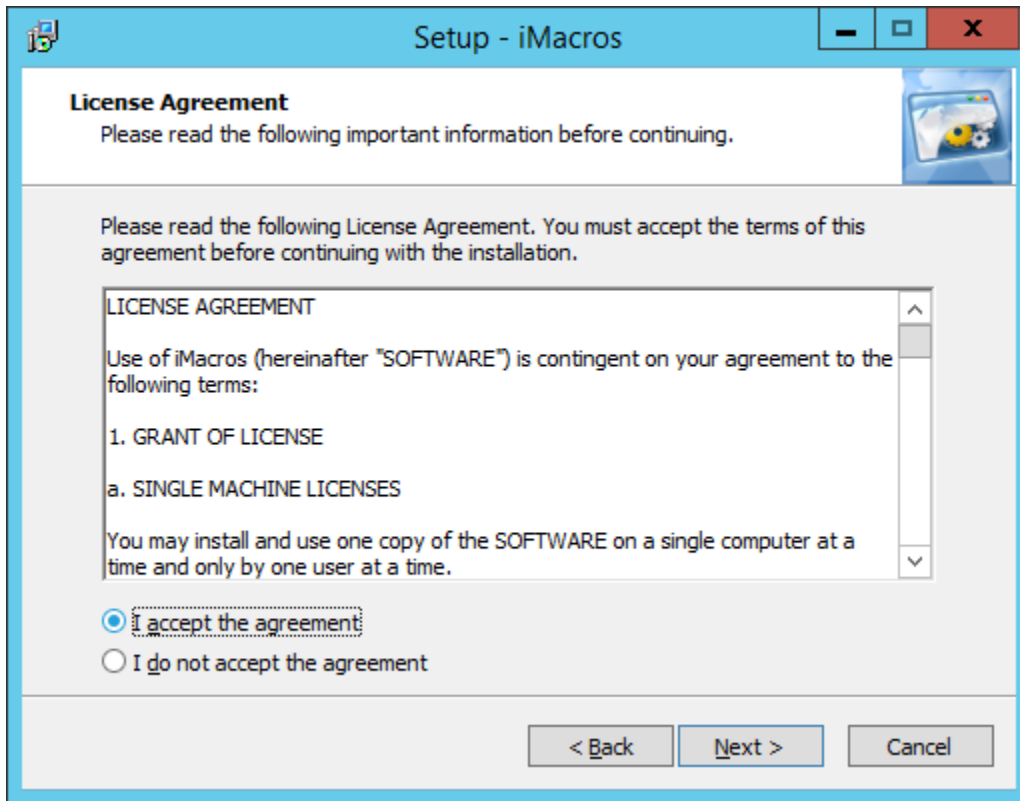 Setup - iMacros
License Agreement
Please read the following important information before continuing.
Please read the following License Agreement. You must accept the terms of this
agreement before continuing with the installation.
LICENSE AGREEMENT
Use of iMacros (hereinafter "SOFTWARE") is contingent on your agreement to the
following terms:
1. GRANT OF LICENSE
a. SINGLE MACHINE LICENSES
You may install and use one copy of the SOFTWARE on a single computer at a
time and only by one user at a time.
I accept the agreement
I do not accept the agreement
< Back Next > Cancel